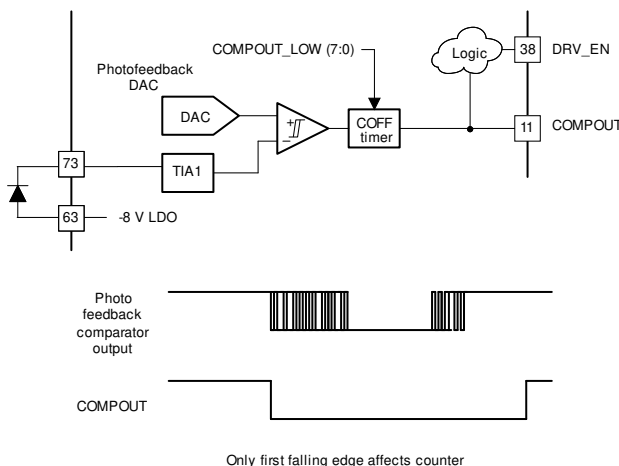 COMPOUT_LOW (7:0)
Logic
38
DRV_EN
Photofeedback
DAC
DAC
+
−
COFF
timer
11
COMPOUT
73
TIA1
63
-8 V LDO
Photo
feedback
comparator
output
COMPOUT
Only first falling edge affects counter